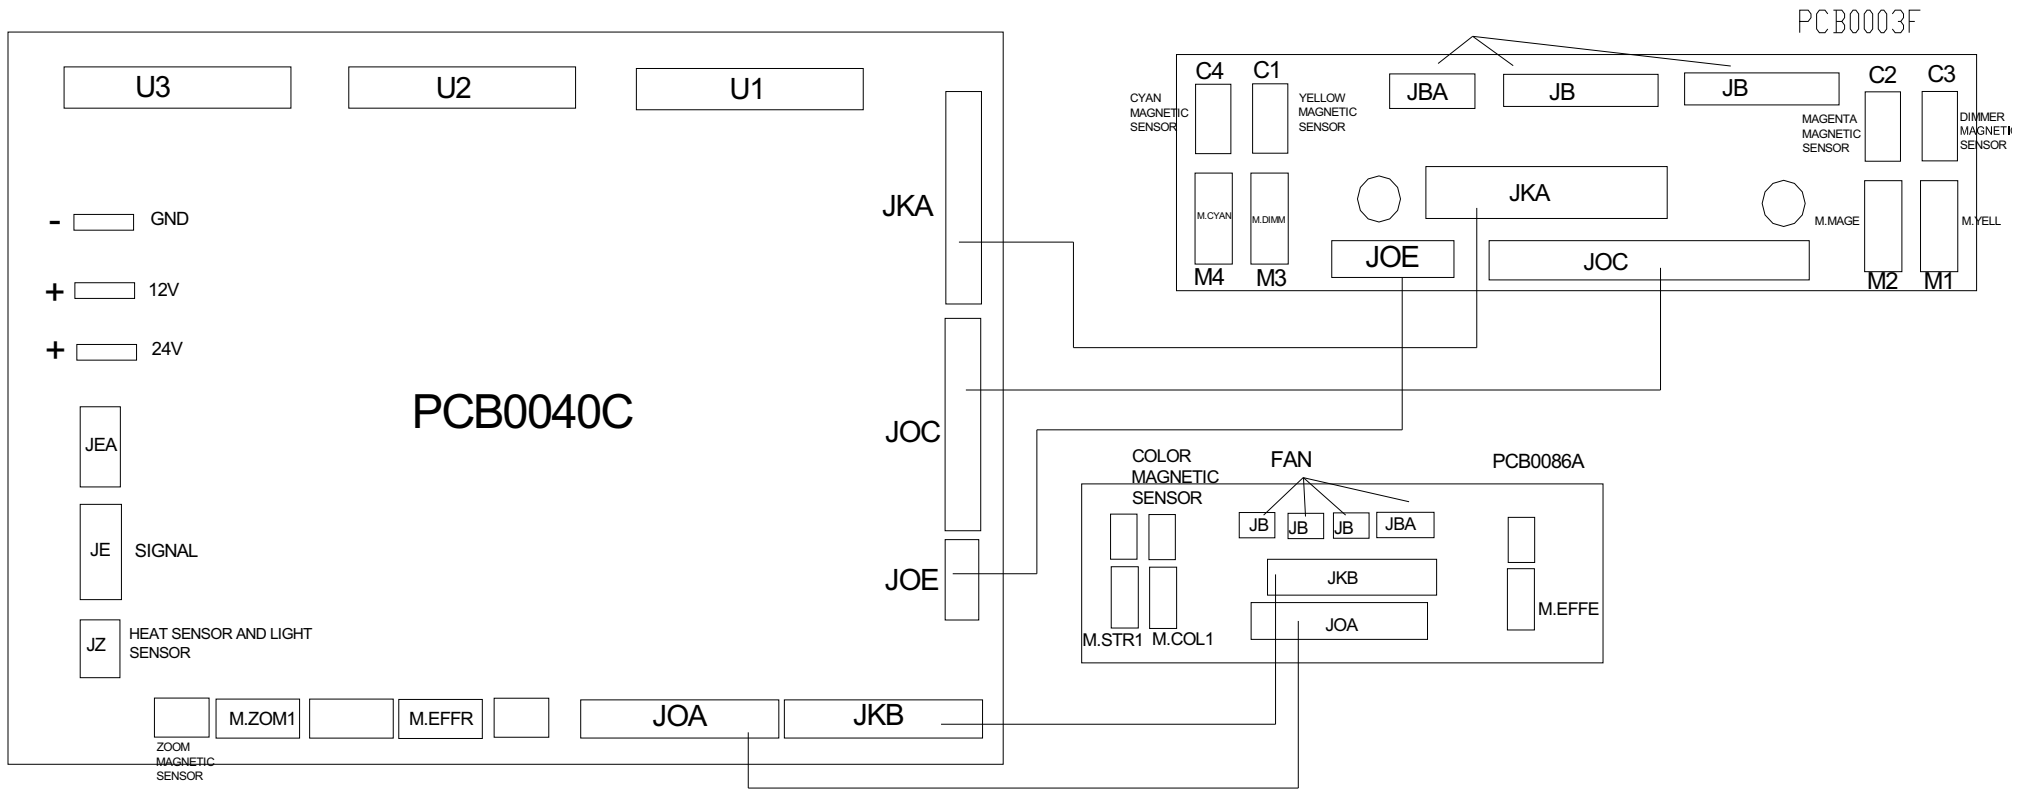 PCB0003F
U3
U2
U1
- GND
+ 12V
+ 24V
JEA
JE
SIGNAL
JZ
HEAT SENSOR AND LIGHT
SENSOR
PCB0040C
JKA
JOC
JOE
M.ZOM1
M.EFFR
JOA
JKB
ZOOM
MAGNETIC
SENSOR
C4
C1
CYAN
MAGNETIC
SENSOR
YELLOW
MAGNETIC
SENSOR
JBA
JB
JB
C2
C3
MAGENTA
MAGNETIC
SENSOR
DIMMER
MAGNETI
SENSOR
M.CYAN
M.DIMM
JKA
M.MAGE
M.YELL
JOE
JOC
M4
M3
M2
M1
COLOR
MAGNETIC
SENSOR
FAN
PCB0086A
JB
JB
JB
JBA
JKB
JOA
M.STR1
M.COL1
M.EFFE